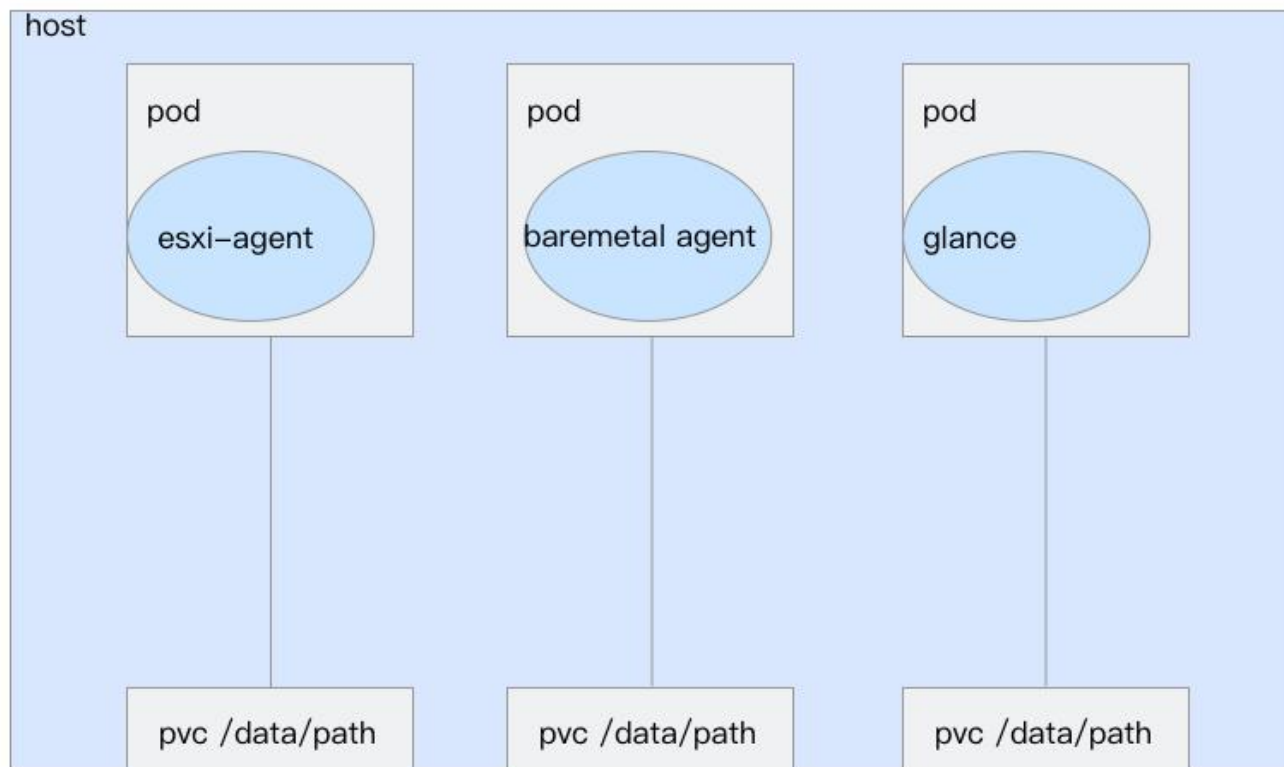 host
pod
pod
pod
esxi-agent
baremetal agent
glance
pvc /data/path
pvc /data/path
pvc /data/path